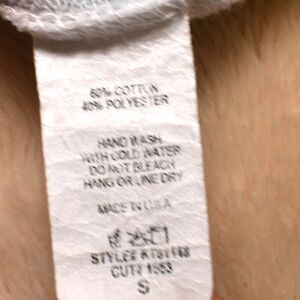 60% COTTON
40% POLYESTER
HAND WASH
WITH COLD WATER
DO NOT BLEACH
HANG OR LINE DRY
MADE IN U.S.A
CUT# 1553
S